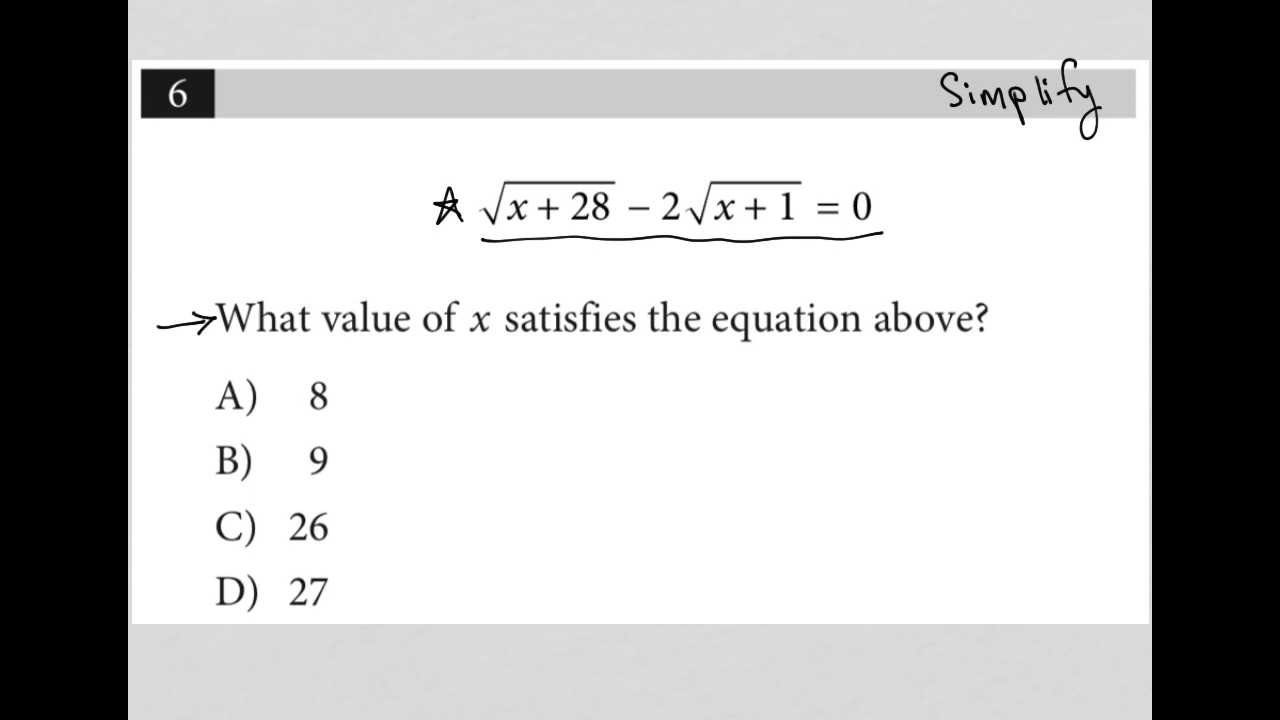 6 Simplify
☆ √x + 28 − 2√x + 1 = 0
→What value of x satisfies the equation above?
A) 8
B) 9
C) 26
D) 27